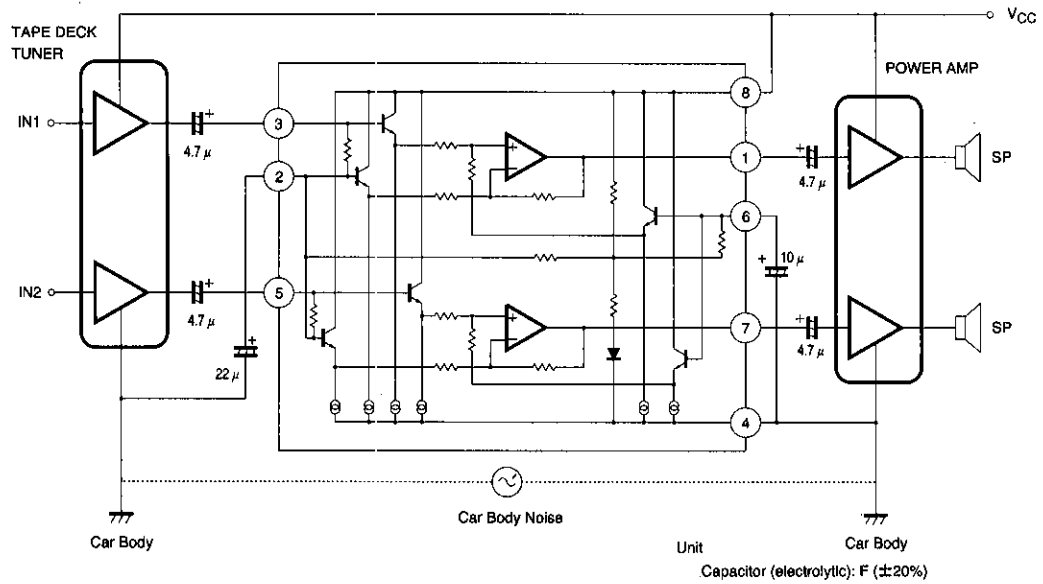 TAPE DECK
TUNER
VCC
POWER AMP
IN1
4.7 μ
3
8
1
4.7 μ
SP
2
6
10 μ
IN2
4.7 μ
5
7
4.7 μ
SP
22 μ
4
Car Body Noise
Car Body
Car Body
Unit
Capacitor (electrolytic): F (±20%)